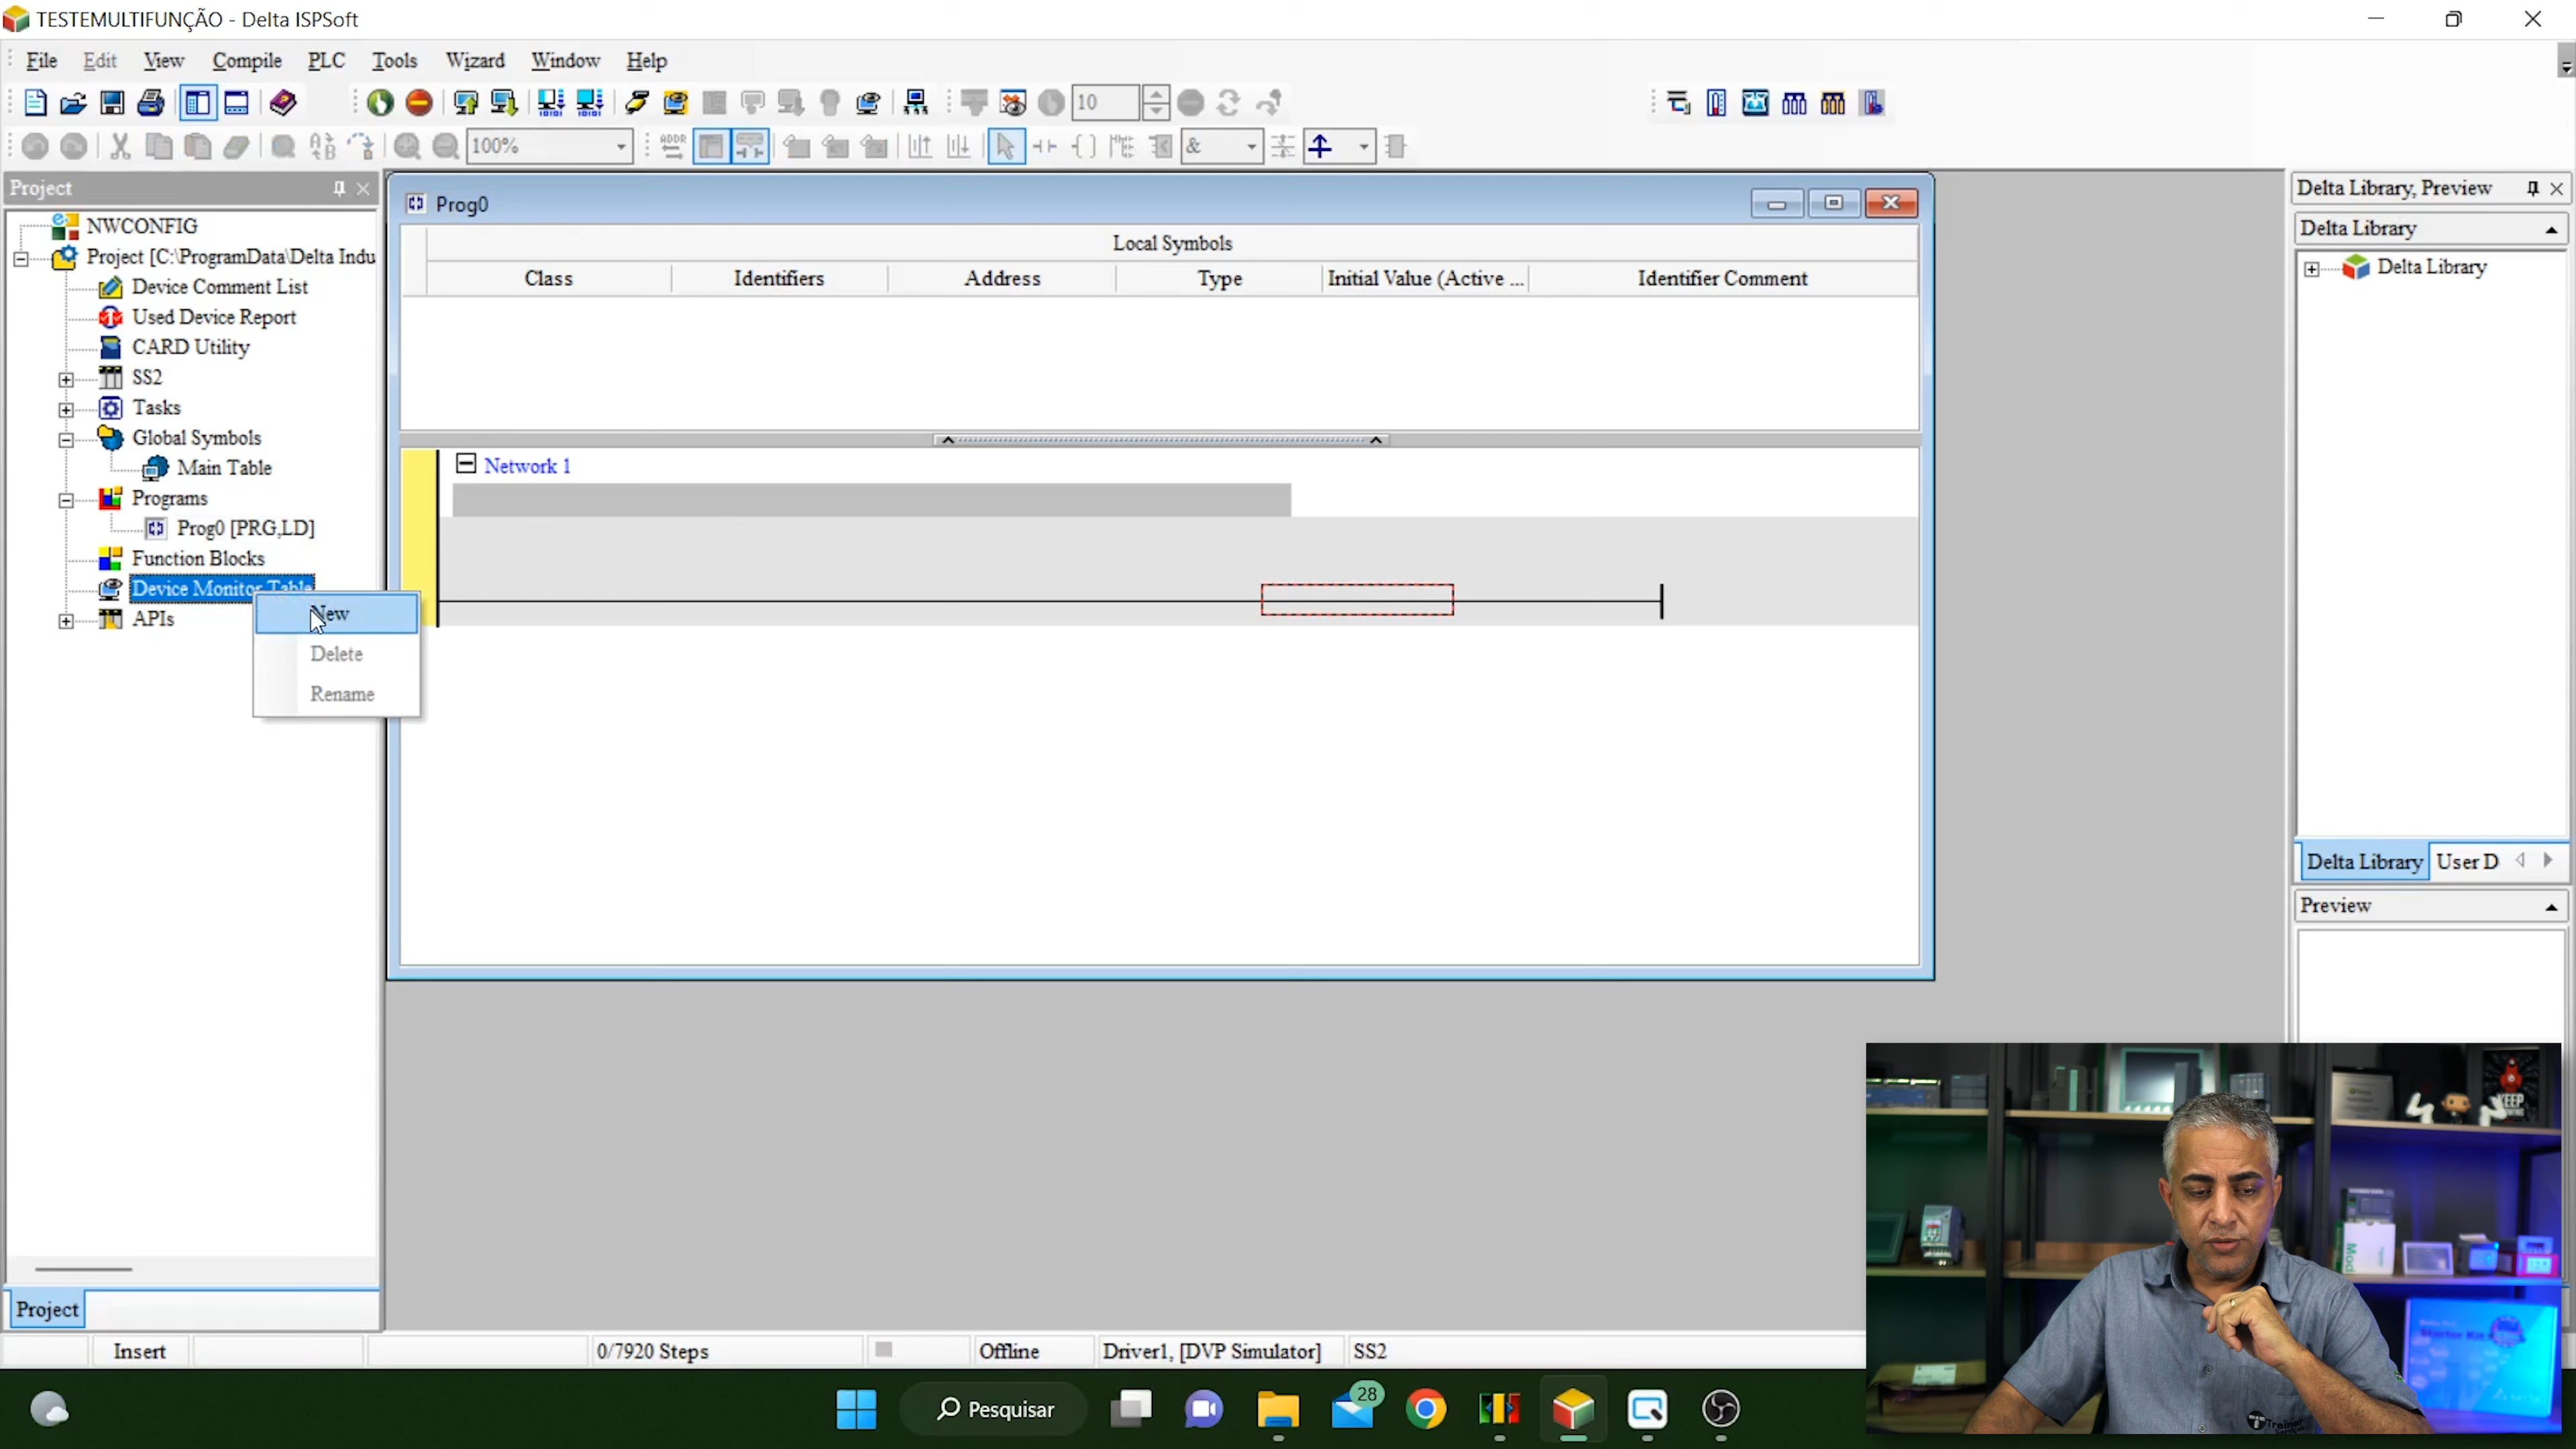 TESTEMULTIFUNÇÃO - Delta ISPSoft
File Edit View Compile PLC Tools Wizard Window Help
10
100%
ADDR
&
Project
NWCONFIG
Project [C:\ProgramData\Delta Indu
Device Comment List
Used Device Report
CARD Utility
SS2
Tasks
Global Symbols
Main Table
Programs
Prog0 [PRG,LD]
Function Blocks
Device Monitor Table
APIs
New
Delete
Rename
Project
Prog0
Local Symbols
Class Identifiers Address Type Initial Value (Active ... Identifier Comment
Network 1
Delta Library, Preview
Delta Library
Delta Library
Delta Library User D
Preview
KEEP
Starter Kit
Insert 0/7920 Steps Offline Driver1, [DVP Simulator] SS2
Pesquisar
28